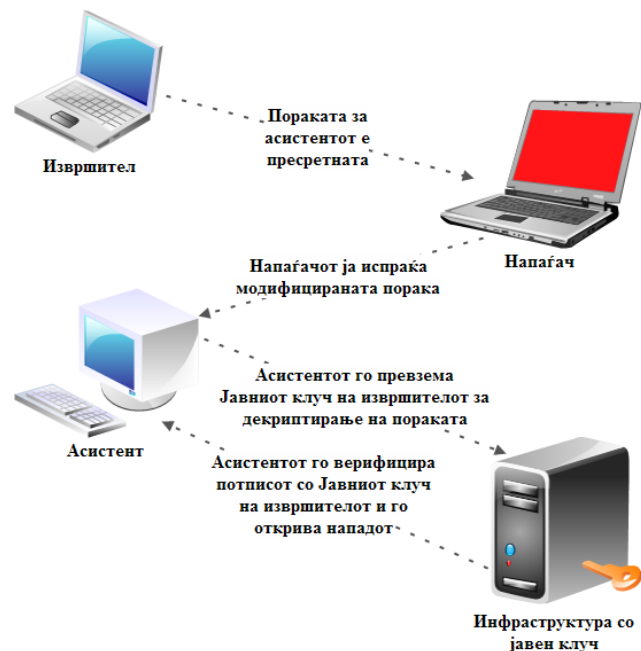 Извршител
Пораката за
асистентот е
пресретната
Напаѓач
Напаѓачот ја испраќа
модифицираната порака
Асистентот го превзема
Јавниот клуч на извршителот за
декриптирање на пораката
Асистент
Асистентот го верифицира
потписот со Јавниот клуч
на извршителот и го
открива нападот
Инфраструктура со
јавен клуч